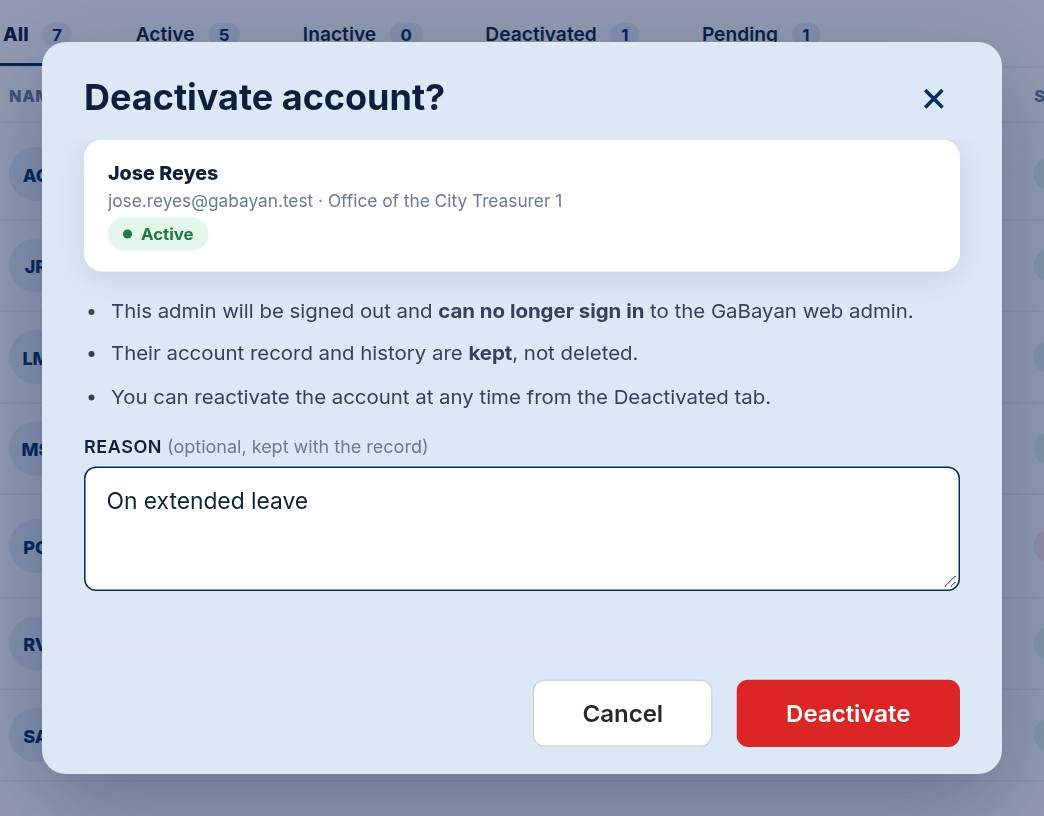 All 7 Active 5 Inactive 0 Deactivated 1 Pending 1
Deactivate account?
Jose Reyes
jose.reyes@gabayan.test · Office of the City Treasurer 1
Active
• This admin will be signed out and can no longer sign in to the GaBayan web admin.
• Their account record and history are kept, not deleted.
• You can reactivate the account at any time from the Deactivated tab.
REASON (optional, kept with the record)
On extended leave
Cancel Deactivate